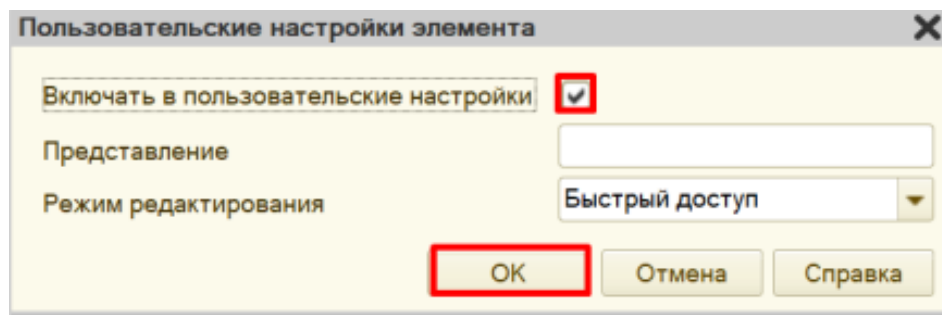 Пользовательские настройки элемента
Включать в пользовательские настройки
Представление
Режим редактирования Быстрый доступ
ОК Отмена Справка